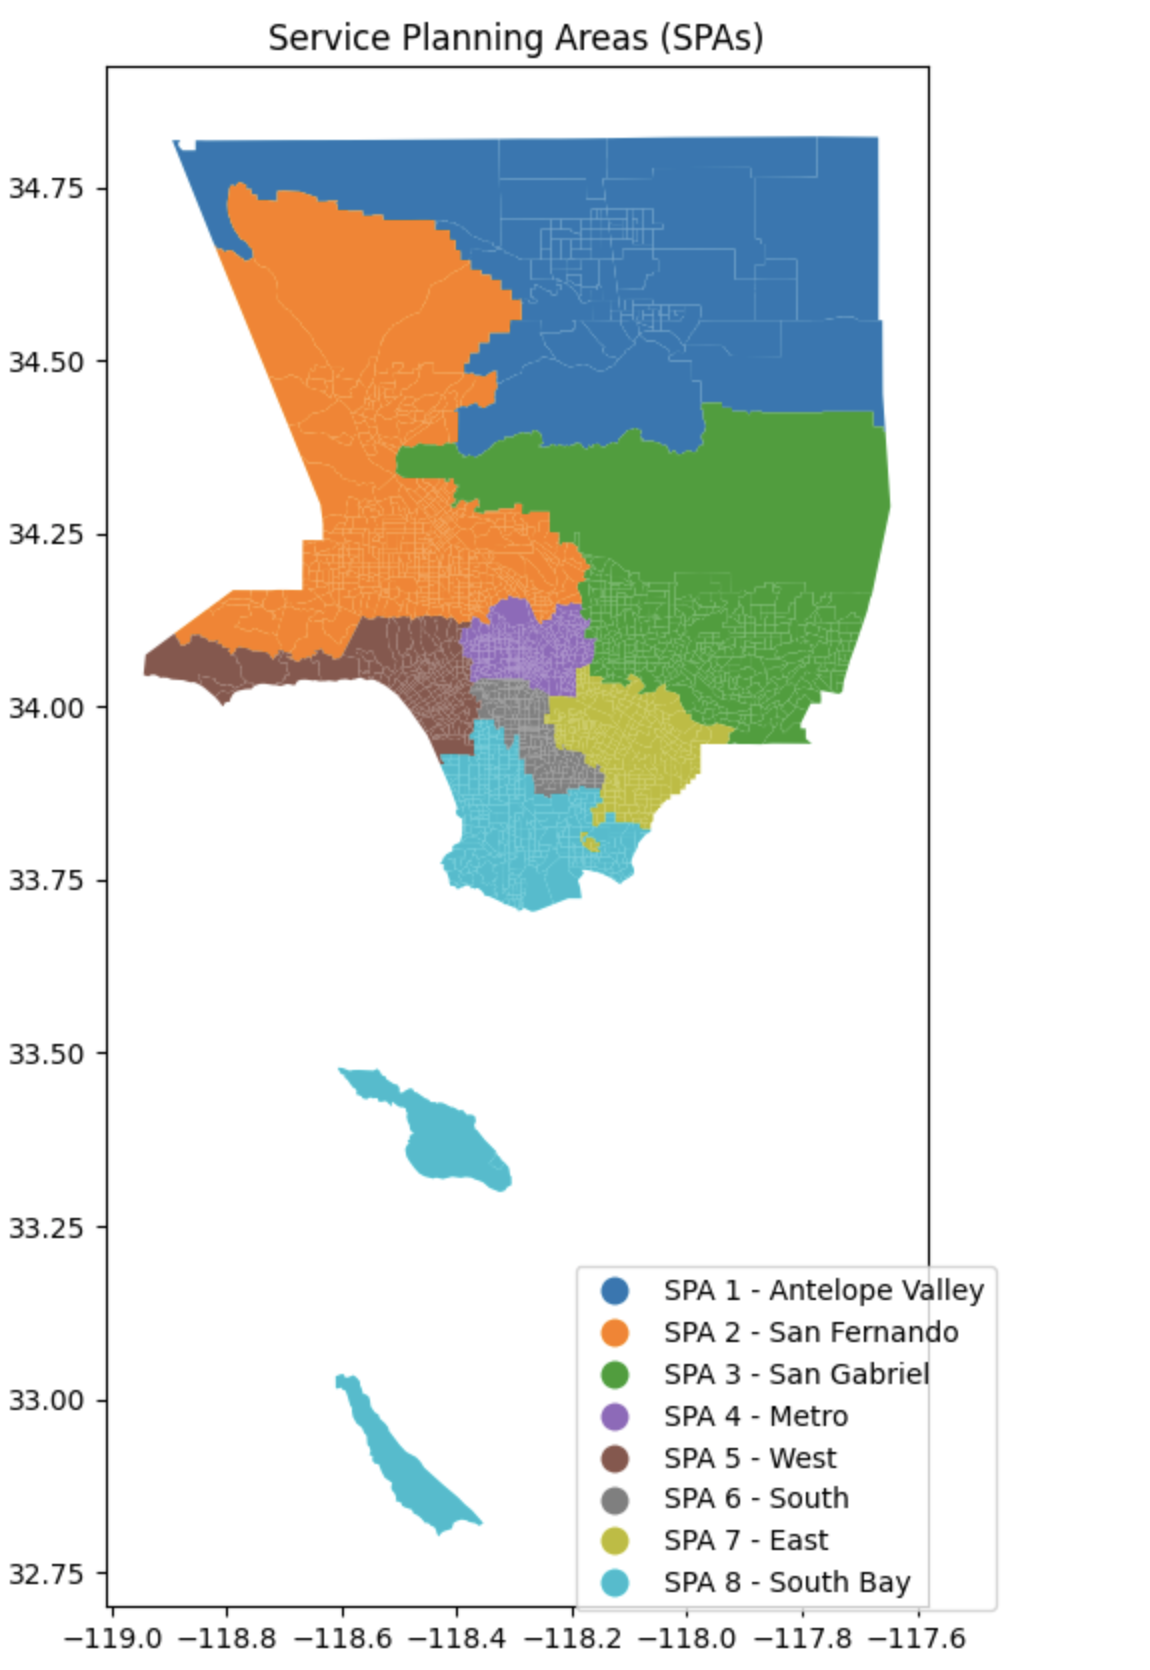 Service Planning Areas (SPAs)
34.75
34.50
34.25
34.00
33.75
33.50
33.25
33.00
32.75
SPA 1 - Antelope Valley
SPA 2 - San Fernando
SPA 3 - San Gabriel
SPA 4 - Metro
SPA 5 - West
SPA 6 - South
SPA 7 - East
SPA 8 - South Bay
−119.0 −118.8 −118.6 −118.4 −118.2 −118.0 −117.8 −117.6